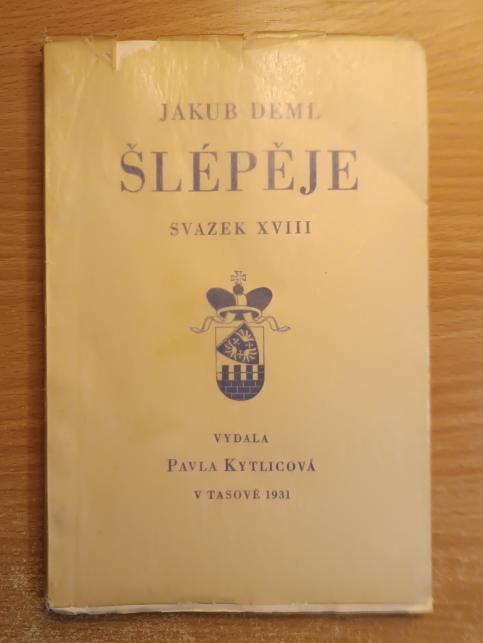 JAKUB DEML
ŠLÉPĚJE
SVAZEK XVIII
VYDALA
PAVLA KYTLICOVÁ
V TASOVĚ 1931